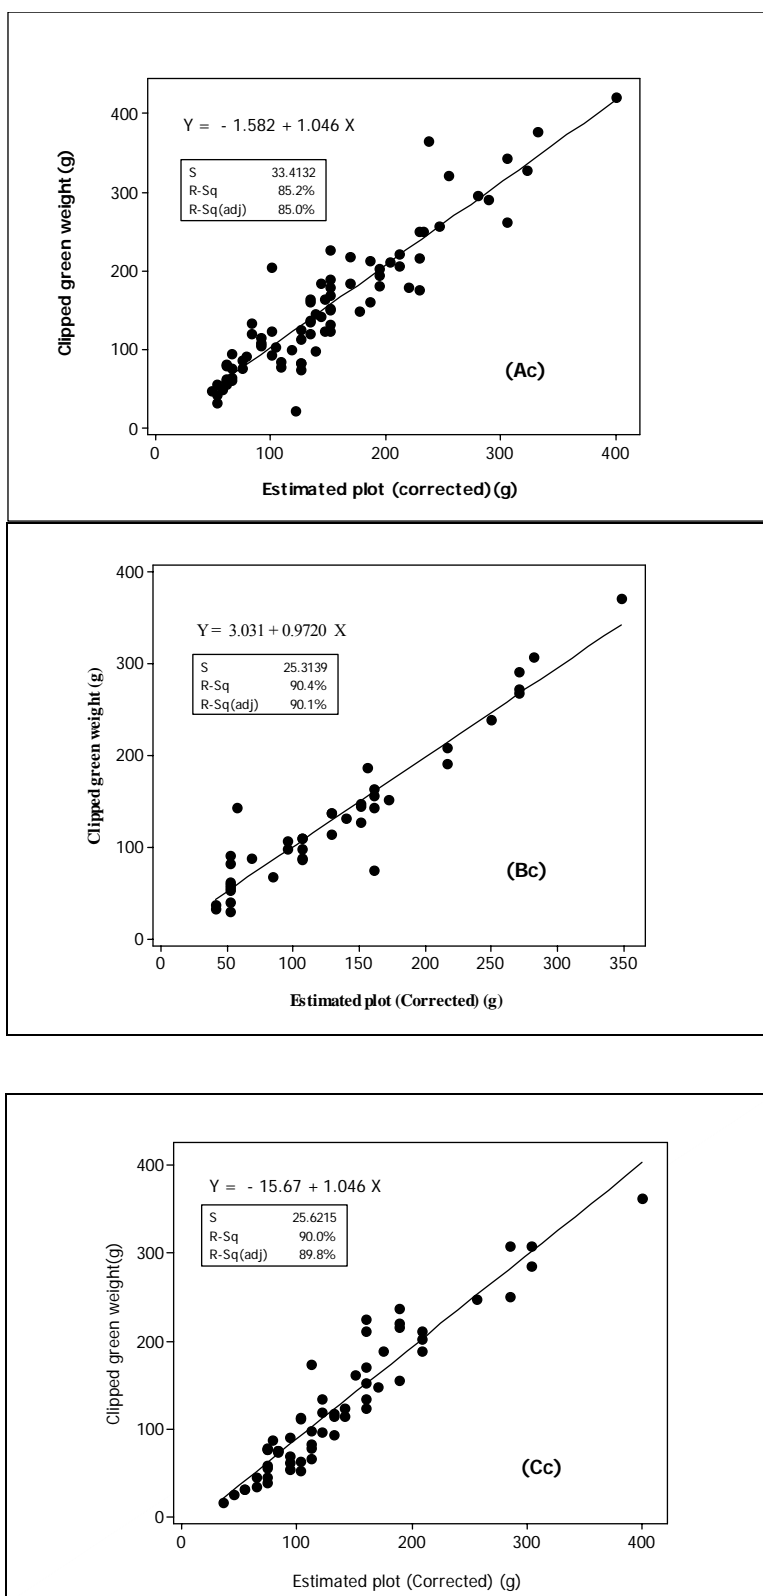 400
300
200
100
0
Clipped green weight (g)
Y = - 1.582 + 1.046 X
S 33.4132
R-Sq 85.2%
R-Sq(adj) 85.0%
(Ac)
0 100 200 300 400
Estimated plot (corrected) (g)
400
300
200
100
0
Clipped green weight (g)
Y = 3.031 + 0.9720 X
S 25.3139
R-Sq 90.4%
R-Sq(adj) 90.1%
(Bc)
0 50 100 150 200 250 300 350
Estimated plot (Corrected) (g)
400
300
200
100
0
Clipped green weight(g)
Y = - 15.67 + 1.046 X
S 25.6215
R-Sq 90.0%
R-Sq(adj) 89.8%
(Cc)
0 100 200 300 400
Estimated plot (Corrected) (g)